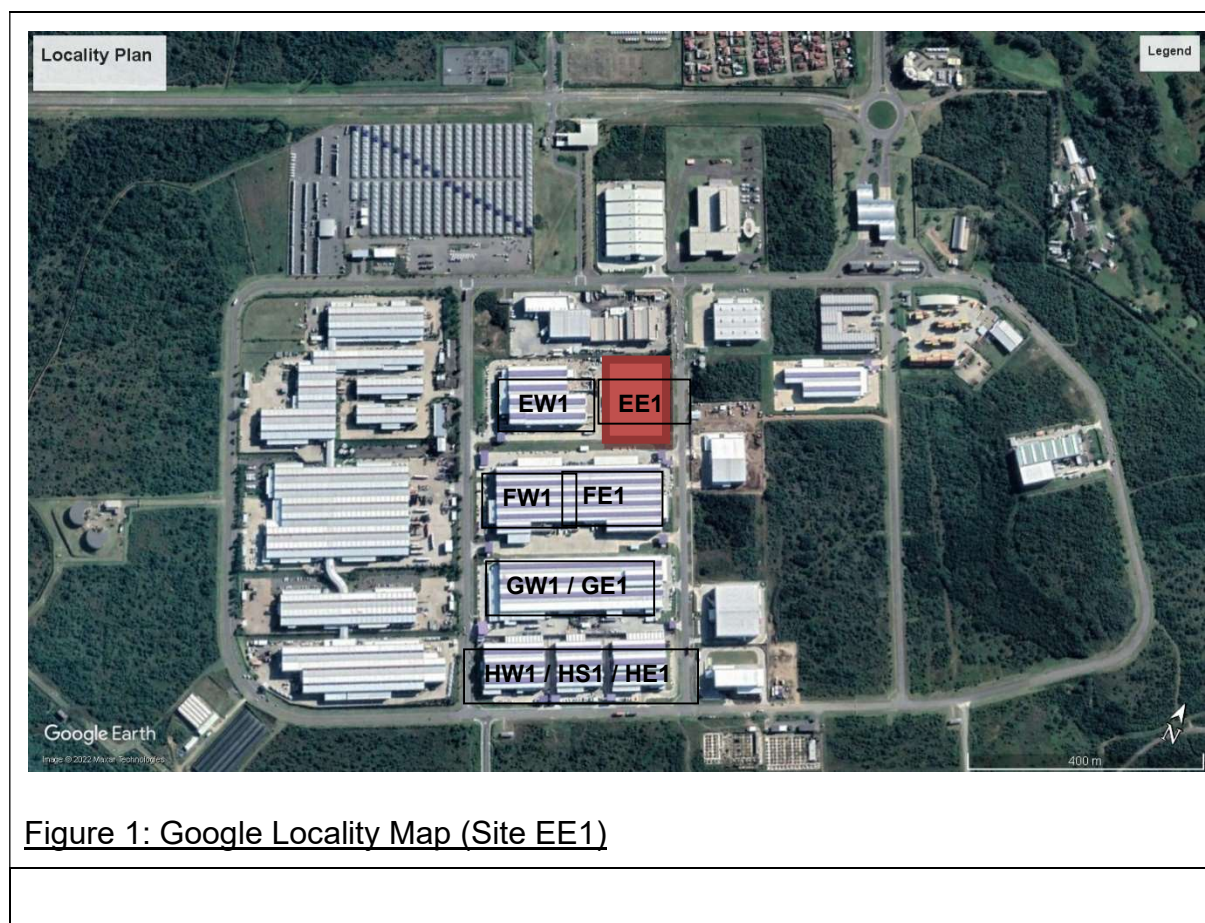 Locality Plan
Legend
EW1
EE1
FW1
FE1
GW1 / GE1
HW1 / HS1 / HE1
Google Earth
Image © 2022 Maxar Technologies
N
400 m
Figure 1: Google Locality Map (Site EE1)